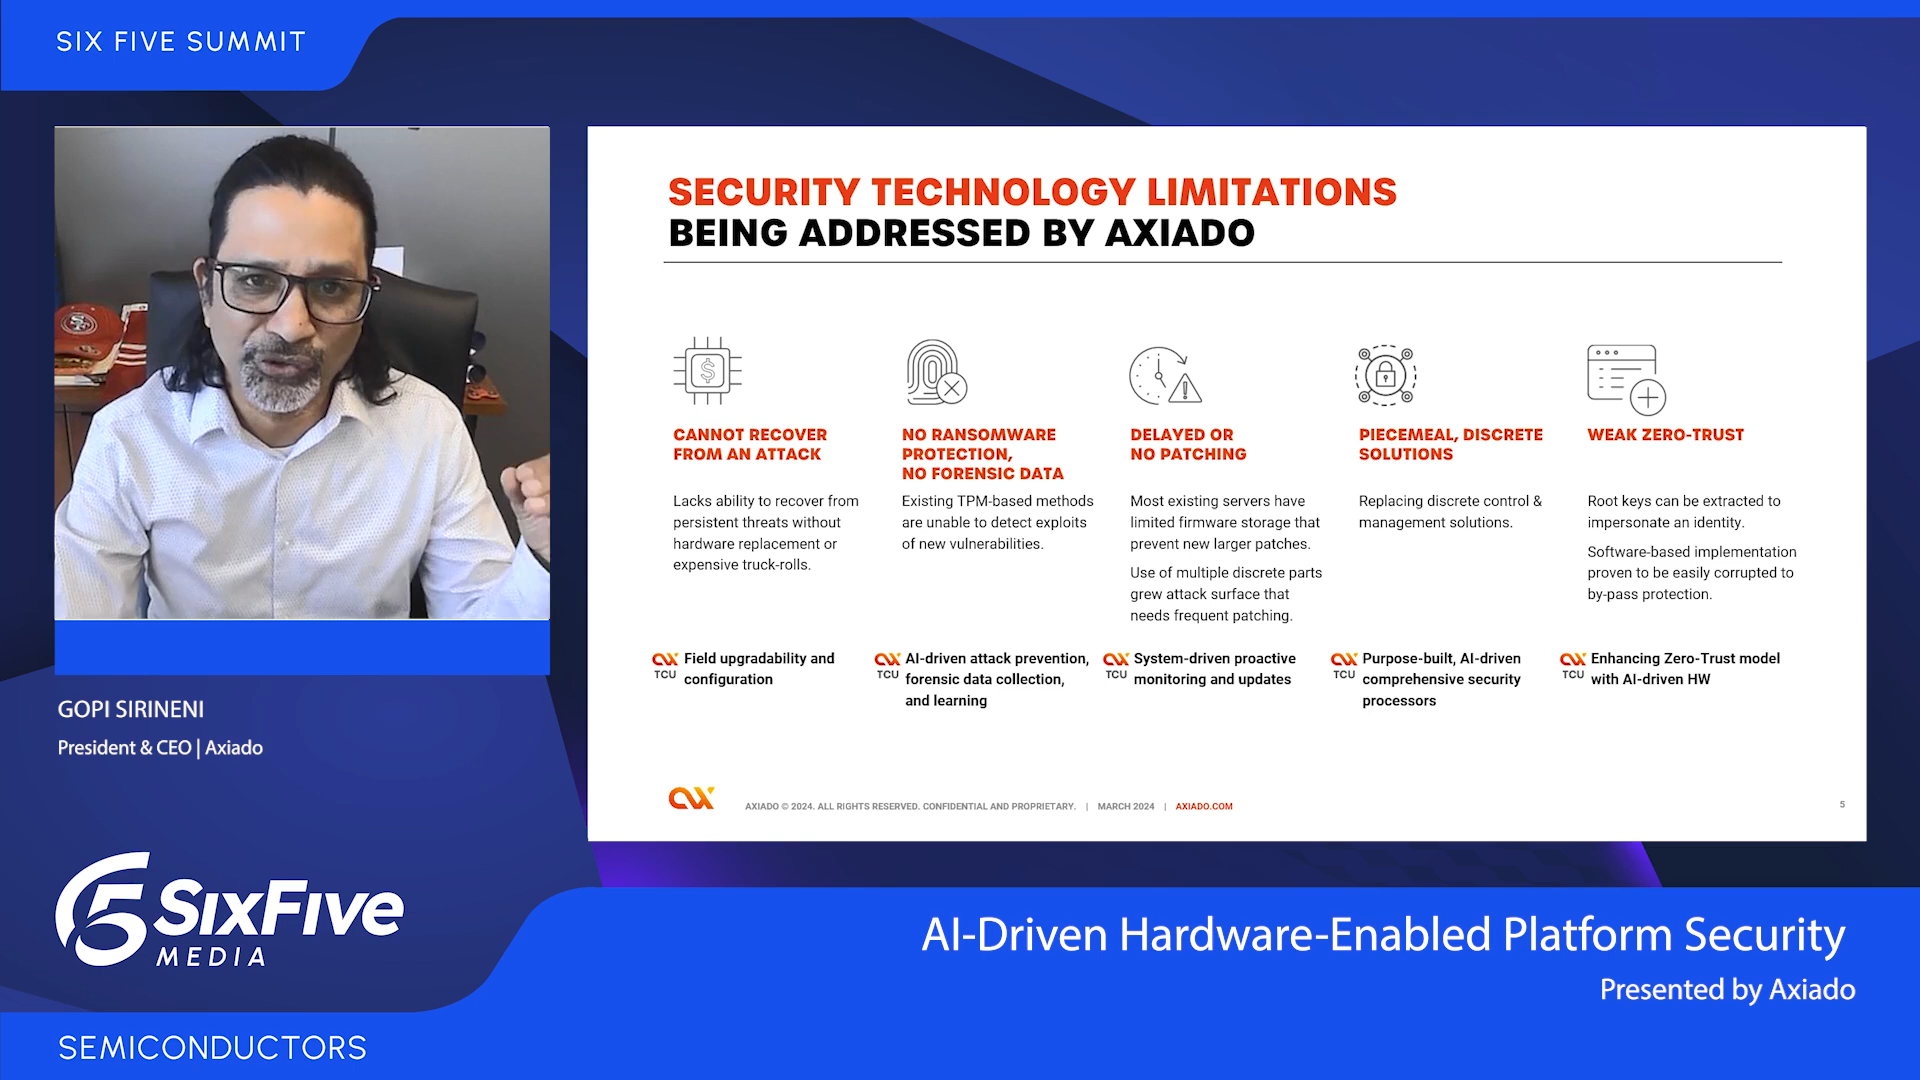 SIX FIVE SUMMIT
SECURITY TECHNOLOGY LIMITATIONS
BEING ADDRESSED BY AXIADO
CANNOT RECOVER
FROM AN ATTACK
Lacks ability to recover from
persistent threats without
hardware replacement or
expensive truck-rolls.
TCU
Field upgradability and
configuration
NO RANSOMWARE
PROTECTION,
NO FORENSIC DATA
Existing TPM-based methods
are unable to detect exploits
of new vulnerabilities.
TCU
AI-driven attack prevention,
forensic data collection,
and learning
DELAYED OR
NO PATCHING
Most existing servers have
limited firmware storage that
prevent new larger patches.
Use of multiple discrete parts
grew attack surface that
needs frequent patching.
TCU
System-driven proactive
monitoring and updates
PIECEMEAL, DISCRETE
SOLUTIONS
Replacing discrete control &
management solutions.
TCU
Purpose-built, AI-driven
comprehensive security
processors
WEAK ZERO-TRUST
Root keys can be extracted to
impersonate an identity.
Software-based implementation
proven to be easily corrupted to
by-pass protection.
TCU
Enhancing Zero-Trust model
with AI-driven HW
AXIADO © 2024. ALL RIGHTS RESERVED. CONFIDENTIAL AND PROPRIETARY. | MARCH 2024 | AXIADO.COM
5
GOPI SIRINENI
President & CEO | Axiado
65 SixFive
MEDIA
AI-Driven Hardware-Enabled Platform Security
Presented by Axiado
SEMICONDUCTORS